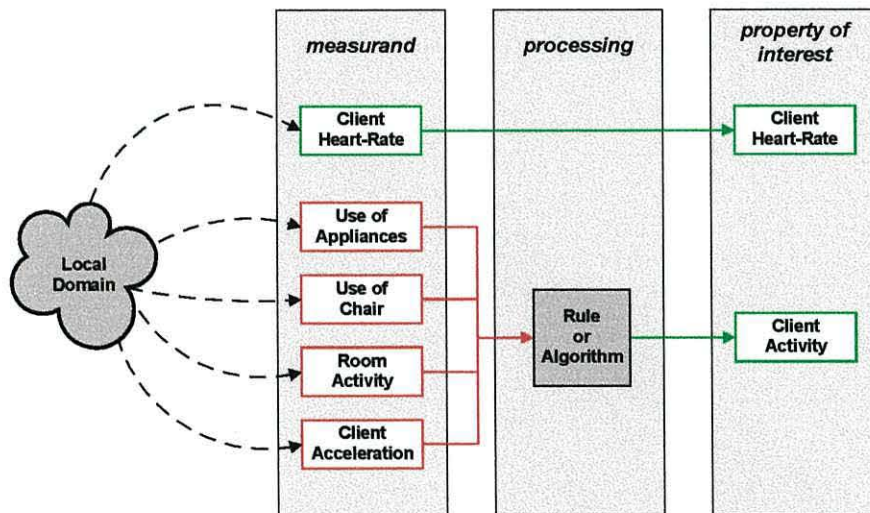 measurand
processing
property of
interest
Client
Heart-Rate
Client
Heart-Rate
Use of
Appliances
Local
Domain
Use of
Chair
Rule
or
Algorithm
Client
Activity
Room
Activity
Client
Acceleration